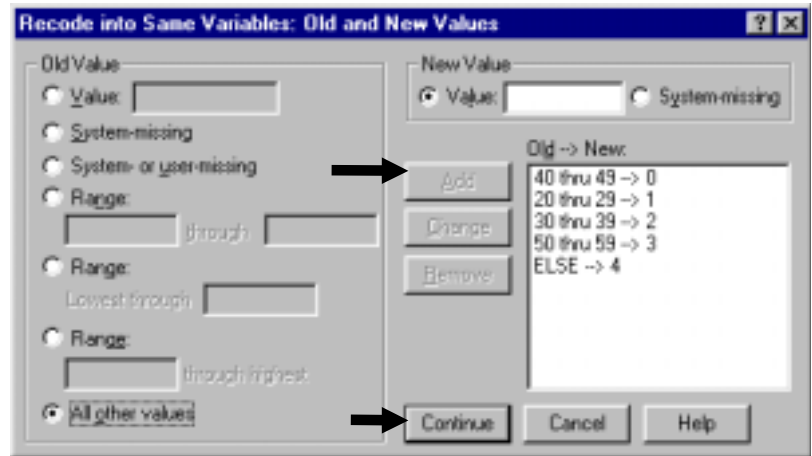 Recode into Same Variables: Old and New Values
Old Value
Value:
System-missing
System- or user-missing
Range:
through
Range:
Lowest through
Range:
through highest
All other values
New Value
Value:
System-missing
Old --> New:
Add
Change
Remove
40 thru 49 --> 0
20 thru 29 --> 1
30 thru 39 --> 2
50 thru 59 --> 3
ELSE --> 4
Continue
Cancel
Help